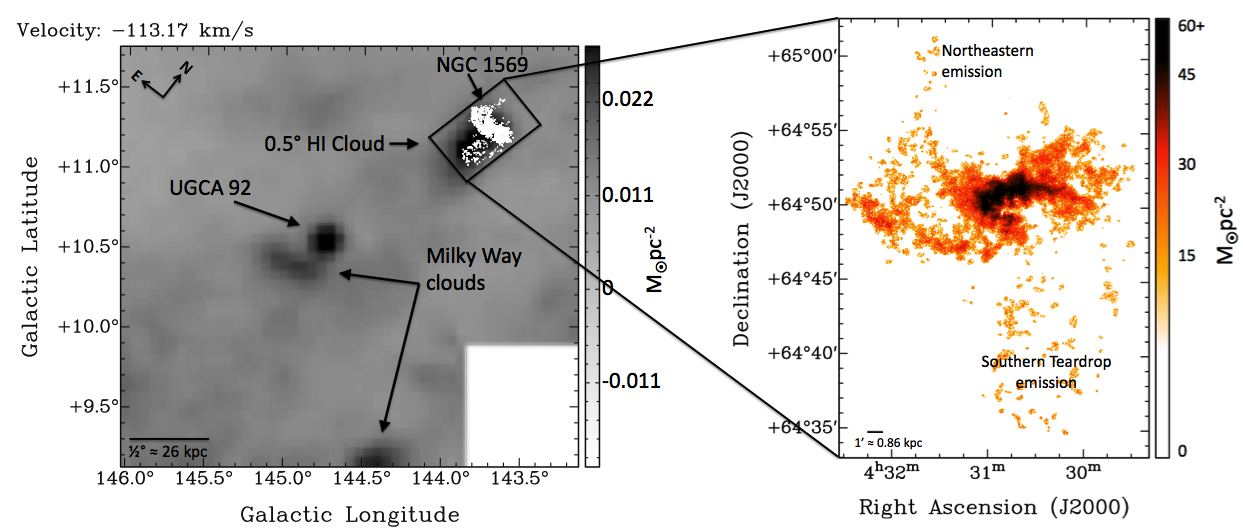 Velocity: −113.17 km/s
+11.5°
+11.0°
+10.5°
+10.0°
+9.5°
Galactic Latitude
E
N
NGC 1569
0.5° HI Cloud
UGCA 92
Milky Way
clouds
½° ≈ 26 kpc
146.0°
145.5°
145.0°
144.5°
144.0°
143.5°
Galactic Longitude
0.022
0.011
0
-0.011
M⊙pc⁻²
+65°00′
+64°55′
+64°50′
+64°45′
+64°40′
+64°35′
Declination (J2000)
Northeastern
emission
Southern Teardrop
emission
1′ ≈ 0.86 kpc
4ʰ32ᵐ
31ᵐ
30ᵐ
Right Ascension (J2000)
60+
45
30
15
0
M⊙pc⁻²